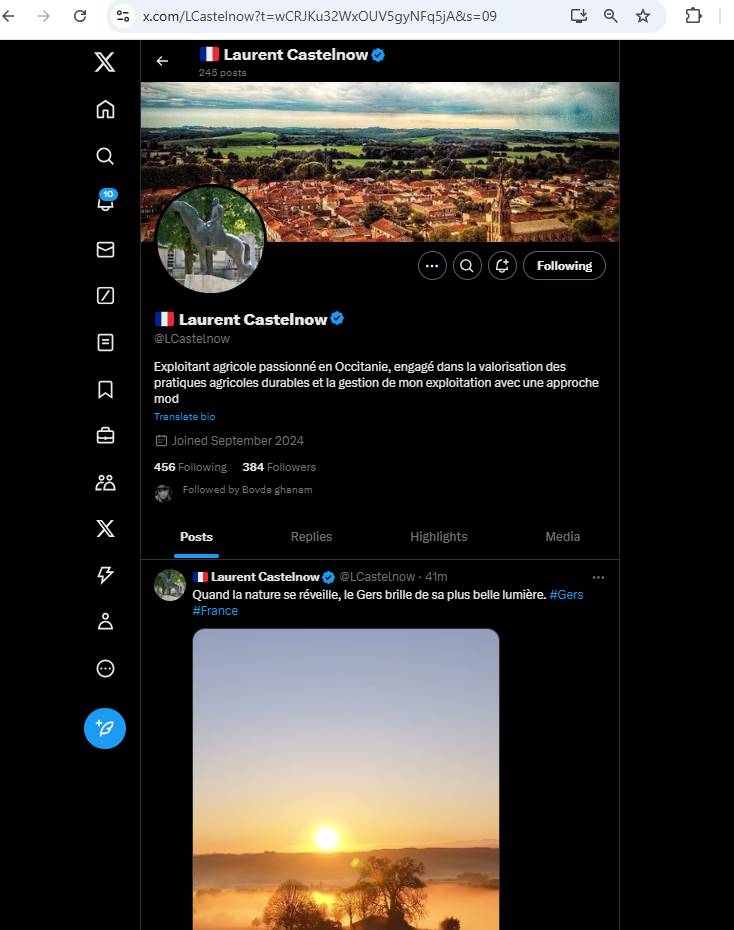 x.com/LCastelnow?t=wCRJKu32WxOUV5gyNFq5jA&s=09
Laurent Castelnow
245 posts
10
Following
Laurent Castelnow
@LCastelnow
Exploitant agricole passionné en Occitanie, engagé dans la valorisation des
pratiques agricoles durables et la gestion de mon exploitation avec une approche
mod
Translate bio
Joined September 2024
456 Following 384 Followers
Followed by Bovda ghanam
Posts Replies Highlights Media
Laurent Castelnow @LCastelnow · 41m
Quand la nature se réveille, le Gers brille de sa plus belle lumière. #Gers
#France